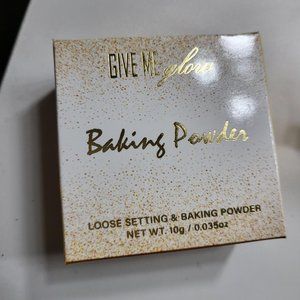 GIVE ME glow
Baking Powder
LOOSE SETTING & BAKING POWDER
NET WT. 10g / 0.035oz